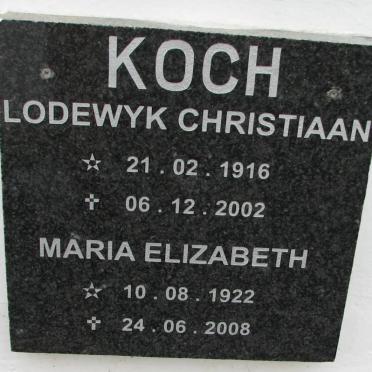 KOCH
LODEWYK CHRISTIAAN
☆ 21 . 02 . 1916
✝ 06 . 12 . 2002
MARIA ELIZABETH
☆ 10 . 08 . 1922
✝ 24 . 06 . 2008